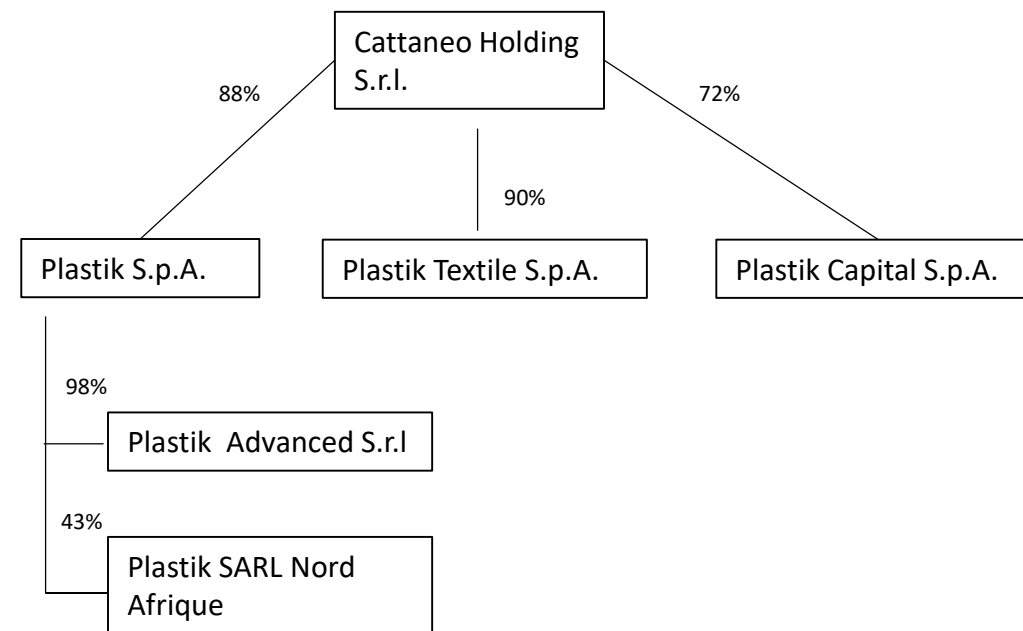 Cattaneo Holding
S.r.l.
88%
72%
90%
Plastik S.p.A.
Plastik Textile S.p.A.
Plastik Capital S.p.A.
98%
Plastik  Advanced S.r.l
43%
Plastik SARL Nord
Afrique